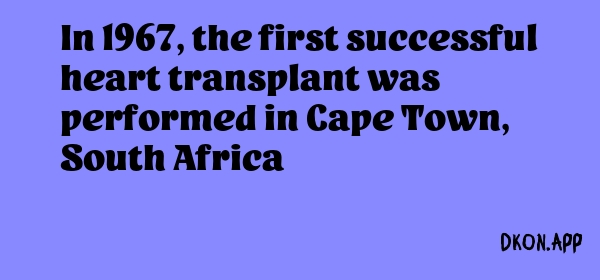 In 1967, the first successful
heart transplant was
performed in Cape Town,
South Africa
DKON.APP